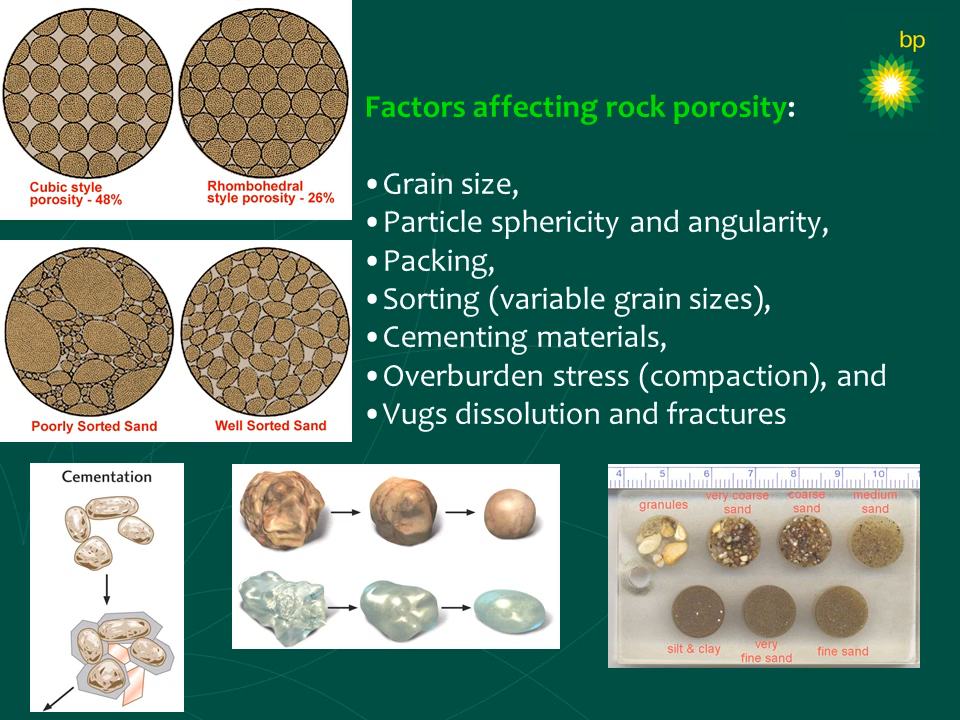 Cubic style
porosity - 48%
Rhombohedral
style porosity - 26%
bp
Factors affecting rock porosity:
•Grain size,
•Particle sphericity and angularity,
•Packing,
•Sorting (variable grain sizes),
•Cementing materials,
•Overburden stress (compaction), and
•Vugs dissolution and fractures
Poorly Sorted Sand
Well Sorted Sand
Cementation
4 5 6 7 8 9 10
granules
very coarse
sand
coarse
sand
medium
sand
silt & clay
very
fine sand
fine sand